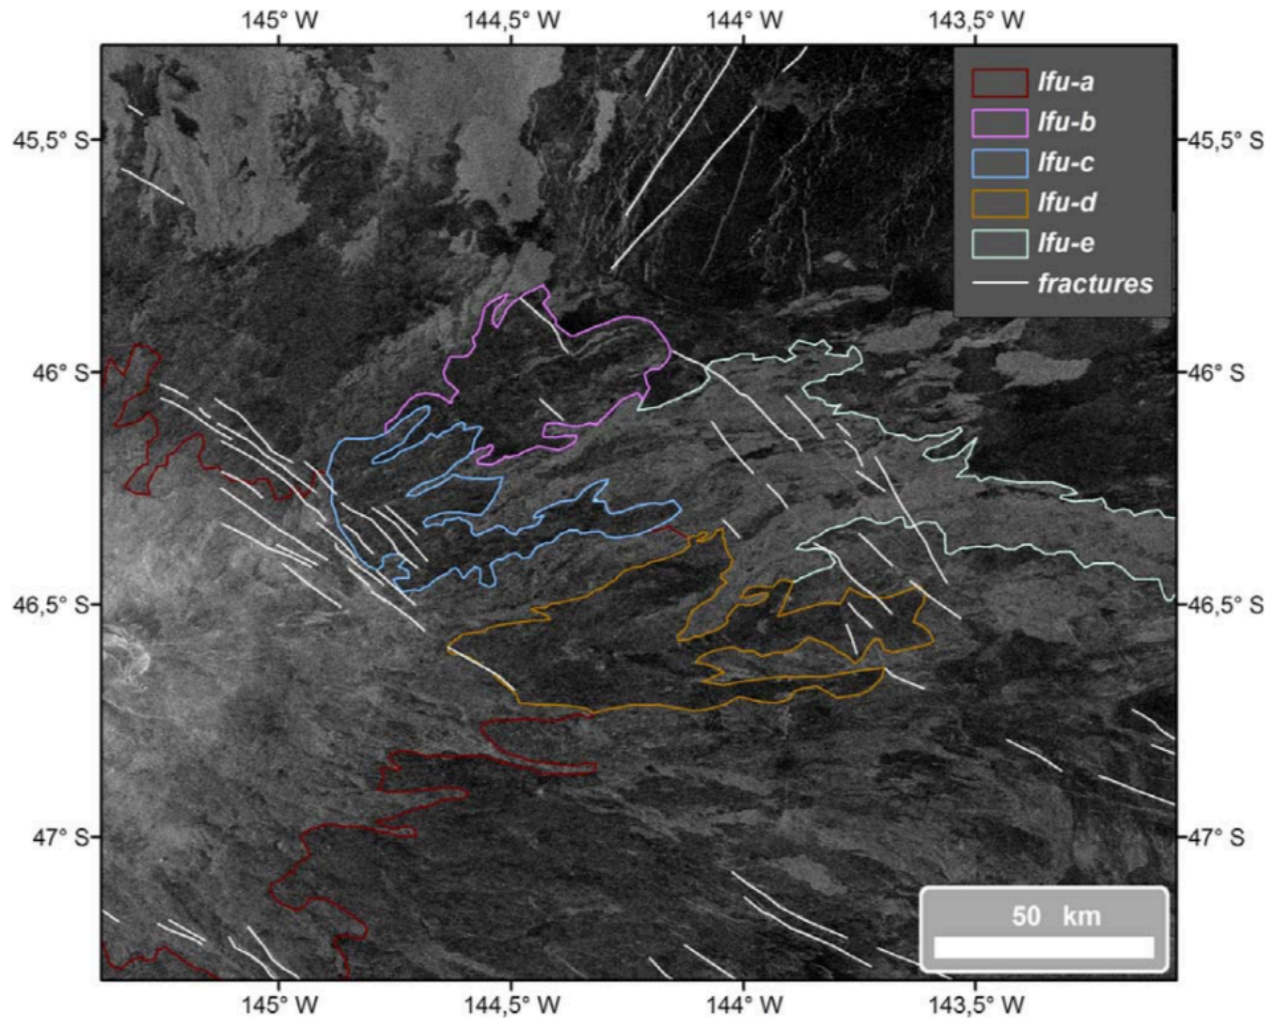 145° W 144,5° W 144° W 143,5° W
lfu-a
lfu-b
lfu-c
lfu-d
lfu-e
fractures
45,5° S 45,5° S
46° S 46° S
46,5° S 46,5° S
47° S 47° S
50 km
145° W 144,5° W 144° W 143,5° W